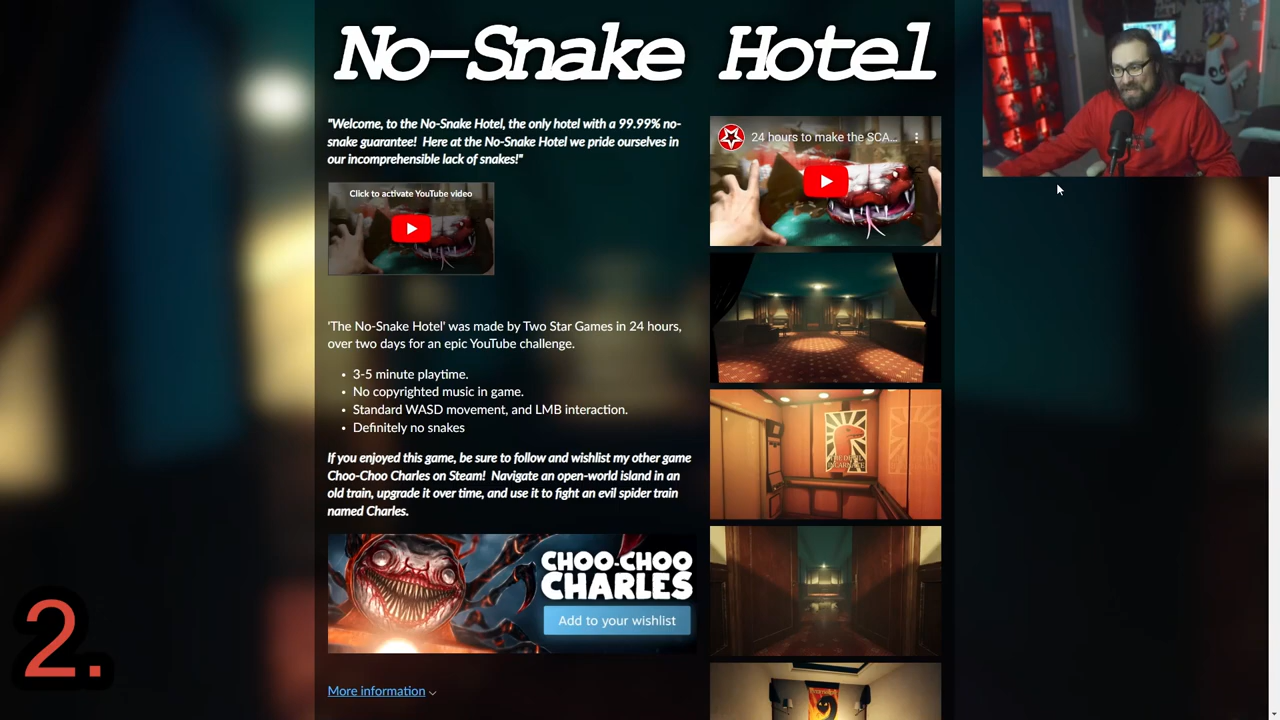 No-Snake Hotel
"Welcome, to the No-Snake Hotel, the only hotel with a 99.99% no-
snake guarantee! Here at the No-Snake Hotel we pride ourselves in
our incomprehensible lack of snakes!"
Click to activate YouTube video
'The No-Snake Hotel' was made by Two Star Games in 24 hours,
over two days for an epic YouTube challenge.
• 3-5 minute playtime.
• No copyrighted music in game.
• Standard WASD movement, and LMB interaction.
• Definitely no snakes
If you enjoyed this game, be sure to follow and wishlist my other game
Choo-Choo Charles on Steam! Navigate an open-world island in an
old train, upgrade it over time, and use it to fight an evil spider train
named Charles.
CHOO-CHOO
CHARLES
Add to your wishlist
More information
24 hours to make the SCA...
THE DEVIL
INCARNATE
2.